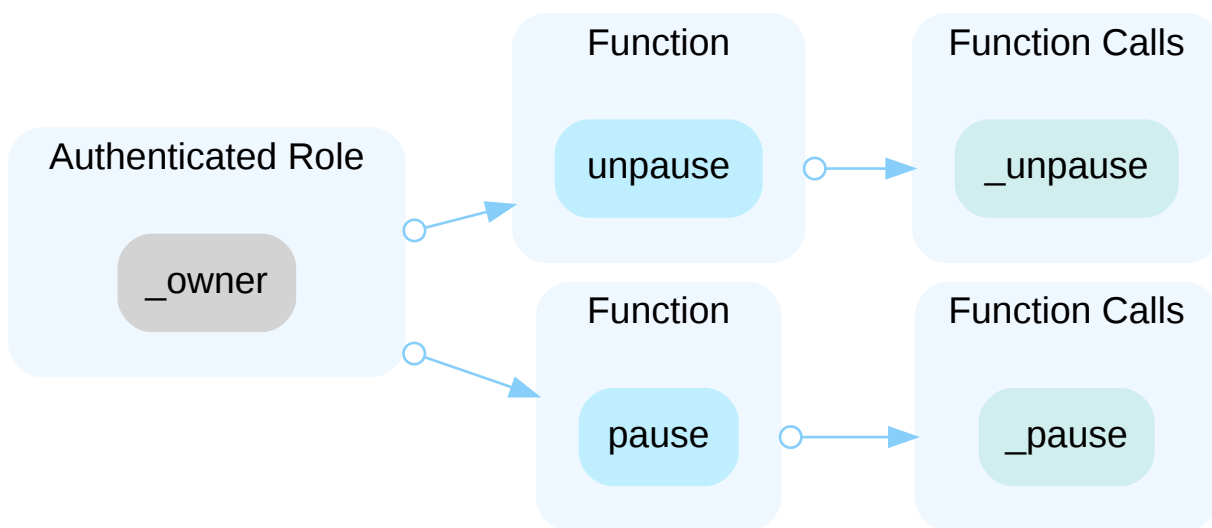 Authenticated Role
_owner
Function
unpause
Function Calls
_unpause
Function
pause
Function Calls
_pause